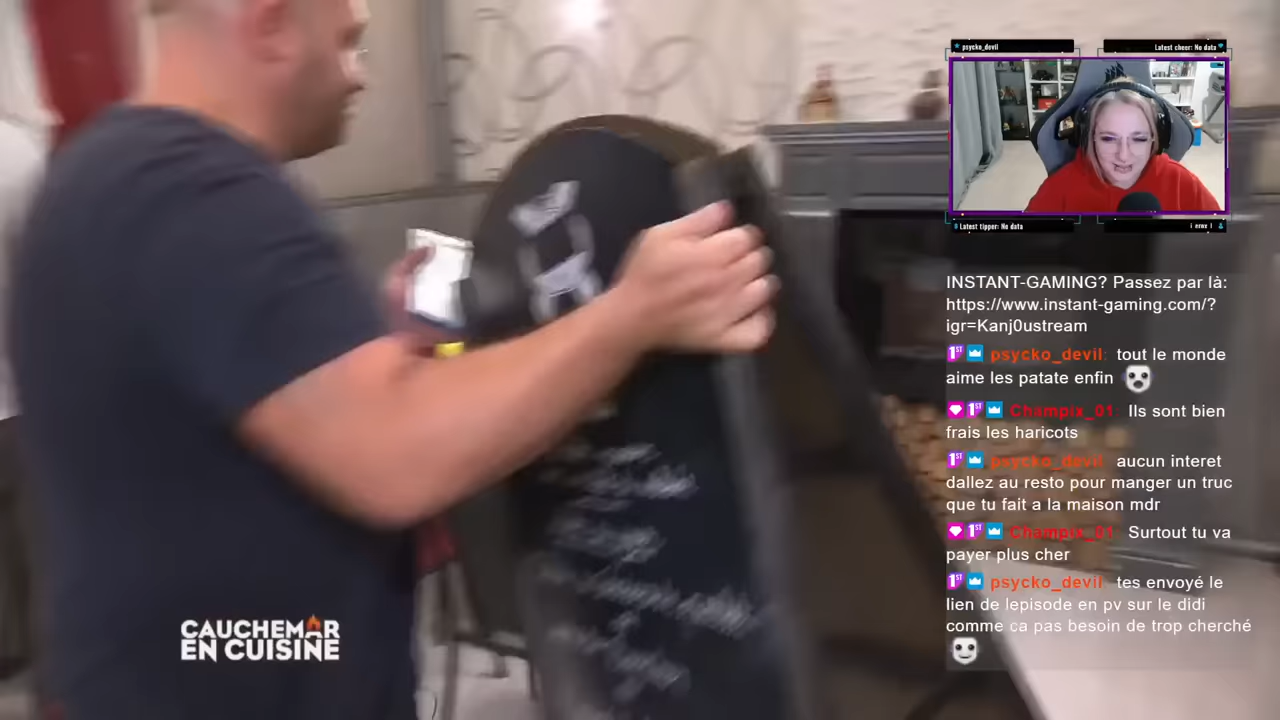 psycko_devil
Latest cheer: No data
Latest tipper: No data
INSTANT-GAMING? Passez par là:
https://www.instant-gaming.com/?
igr=Kanj0ustream
psycko_devil: tout le monde
aime les patate enfin
Champix_01: Ils sont bien
frais les haricots
psycko_devil: aucun interet
dallez au resto pour manger un truc
que tu fait a la maison mdr
Champix_01: Surtout tu va
payer plus cher
psycko_devil: tes envoyé le
lien de lepisode en pv sur le didi
comme ca pas besoin de trop cherché
CAUCHEMAR
EN CUISINE